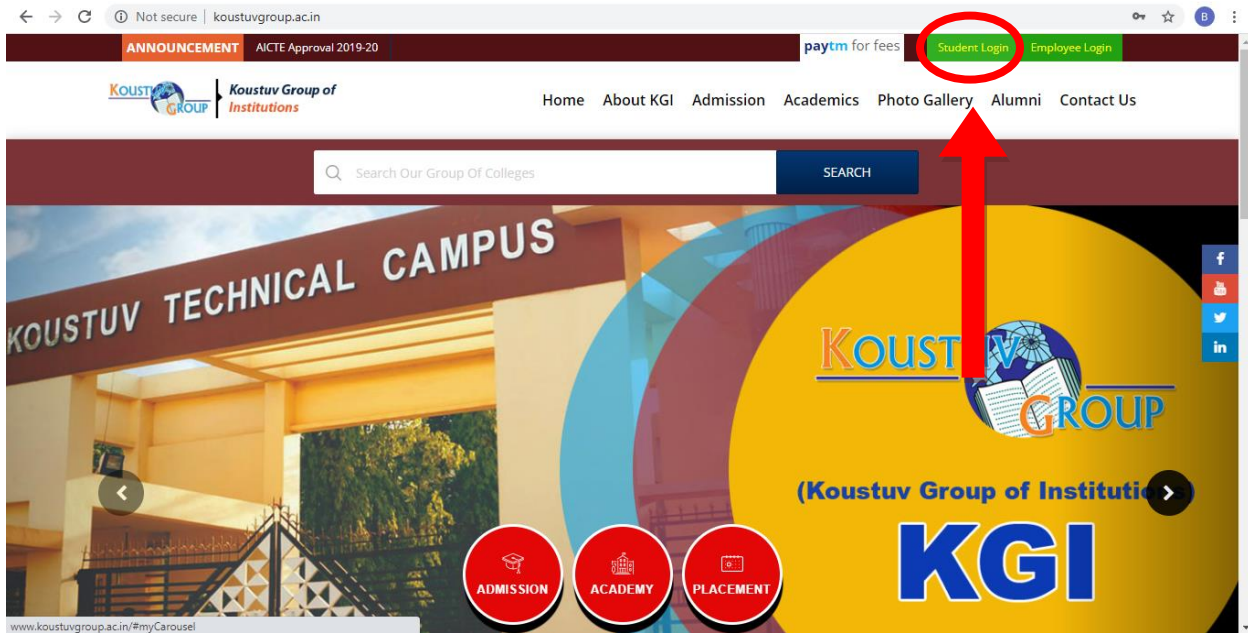 Not secure | koustuvgroup.ac.in
B
ANNOUNCEMENT AICTE Approval 2019-20 paytm for fees Student Login Employee Login
KOUSTUV GROUP
Koustuv Group of
Institutions
Home About KGI Admission Academics Photo Gallery Alumni Contact Us
Search Our Group Of Colleges SEARCH
KOUSTUV TECHNICAL CAMPUS
f
You Tube
in
KOUSTUV
GROUP
(Koustuv Group of Institutions)
KGI
ADMISSION ACADEMY PLACEMENT
www.koustuvgroup.ac.in/#myCarousel